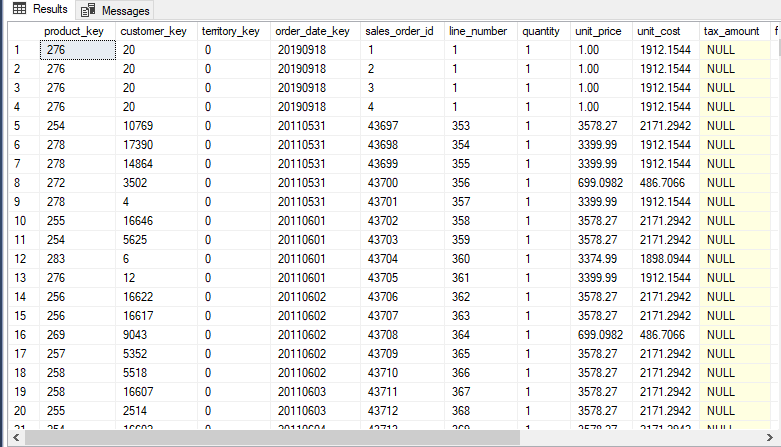 Results Messages
product_key customer_key territory_key order_date_key sales_order_id line_number quantity unit_price unit_cost tax_amount f
1 276 20 0 20190918 1 1 1 1.00 1912.1544 NULL
2 276 20 0 20190918 2 1 1 1.00 1912.1544 NULL
3 276 20 0 20190918 3 1 1 1.00 1912.1544 NULL
4 276 20 0 20190918 4 1 1 1.00 1912.1544 NULL
5 254 10769 0 20110531 43697 353 1 3578.27 2171.2942 NULL
6 278 17390 0 20110531 43698 354 1 3399.99 1912.1544 NULL
7 278 14864 0 20110531 43699 355 1 3399.99 1912.1544 NULL
8 272 3502 0 20110531 43700 356 1 699.0982 486.7066 NULL
9 278 4 0 20110531 43701 357 1 3399.99 1912.1544 NULL
10 255 16646 0 20110601 43702 358 1 3578.27 2171.2942 NULL
11 254 5625 0 20110601 43703 359 1 3578.27 2171.2942 NULL
12 283 6 0 20110601 43704 360 1 3374.99 1898.0944 NULL
13 276 12 0 20110601 43705 361 1 3399.99 1912.1544 NULL
14 256 16622 0 20110602 43706 362 1 3578.27 2171.2942 NULL
15 256 16617 0 20110602 43707 363 1 3578.27 2171.2942 NULL
16 269 9043 0 20110602 43708 364 1 699.0982 486.7066 NULL
17 257 5352 0 20110602 43709 365 1 3578.27 2171.2942 NULL
18 258 5518 0 20110602 43710 366 1 3578.27 2171.2942 NULL
19 258 16607 0 20110603 43711 367 1 3578.27 2171.2942 NULL
20 255 2514 0 20110603 43712 368 1 3578.27 2171.2942 NULL